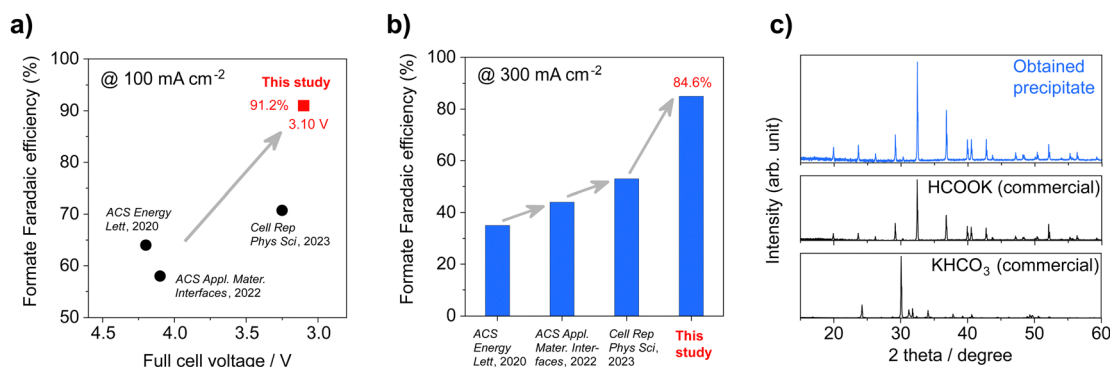 a)
Formate Faradaic efficiency (%)
100
90
80
70
60
50
@ 100 mA cm-2
This study
91.2%
3.10 V
ACS Energy
Lett, 2020
Cell Rep
Phys Sci, 2023
ACS Appl. Mater.
Interfaces, 2022
4.5
4.0
3.5
3.0
Full cell voltage / V
b)
Formate Faradaic efficiency (%)
100
80
60
40
20
0
@ 300 mA cm-2
84.6%
ACS
Energy
Lett, 2020
ACS Appl.
Mater. Inter-
faces, 2022
Cell Rep
Phys Sci,
2023
This
study
c)
Intensity (arb. unit)
Obtained
precipitate
HCOOK (commercial)
KHCO3 (commercial)
20
30
40
50
60
2 theta / degree